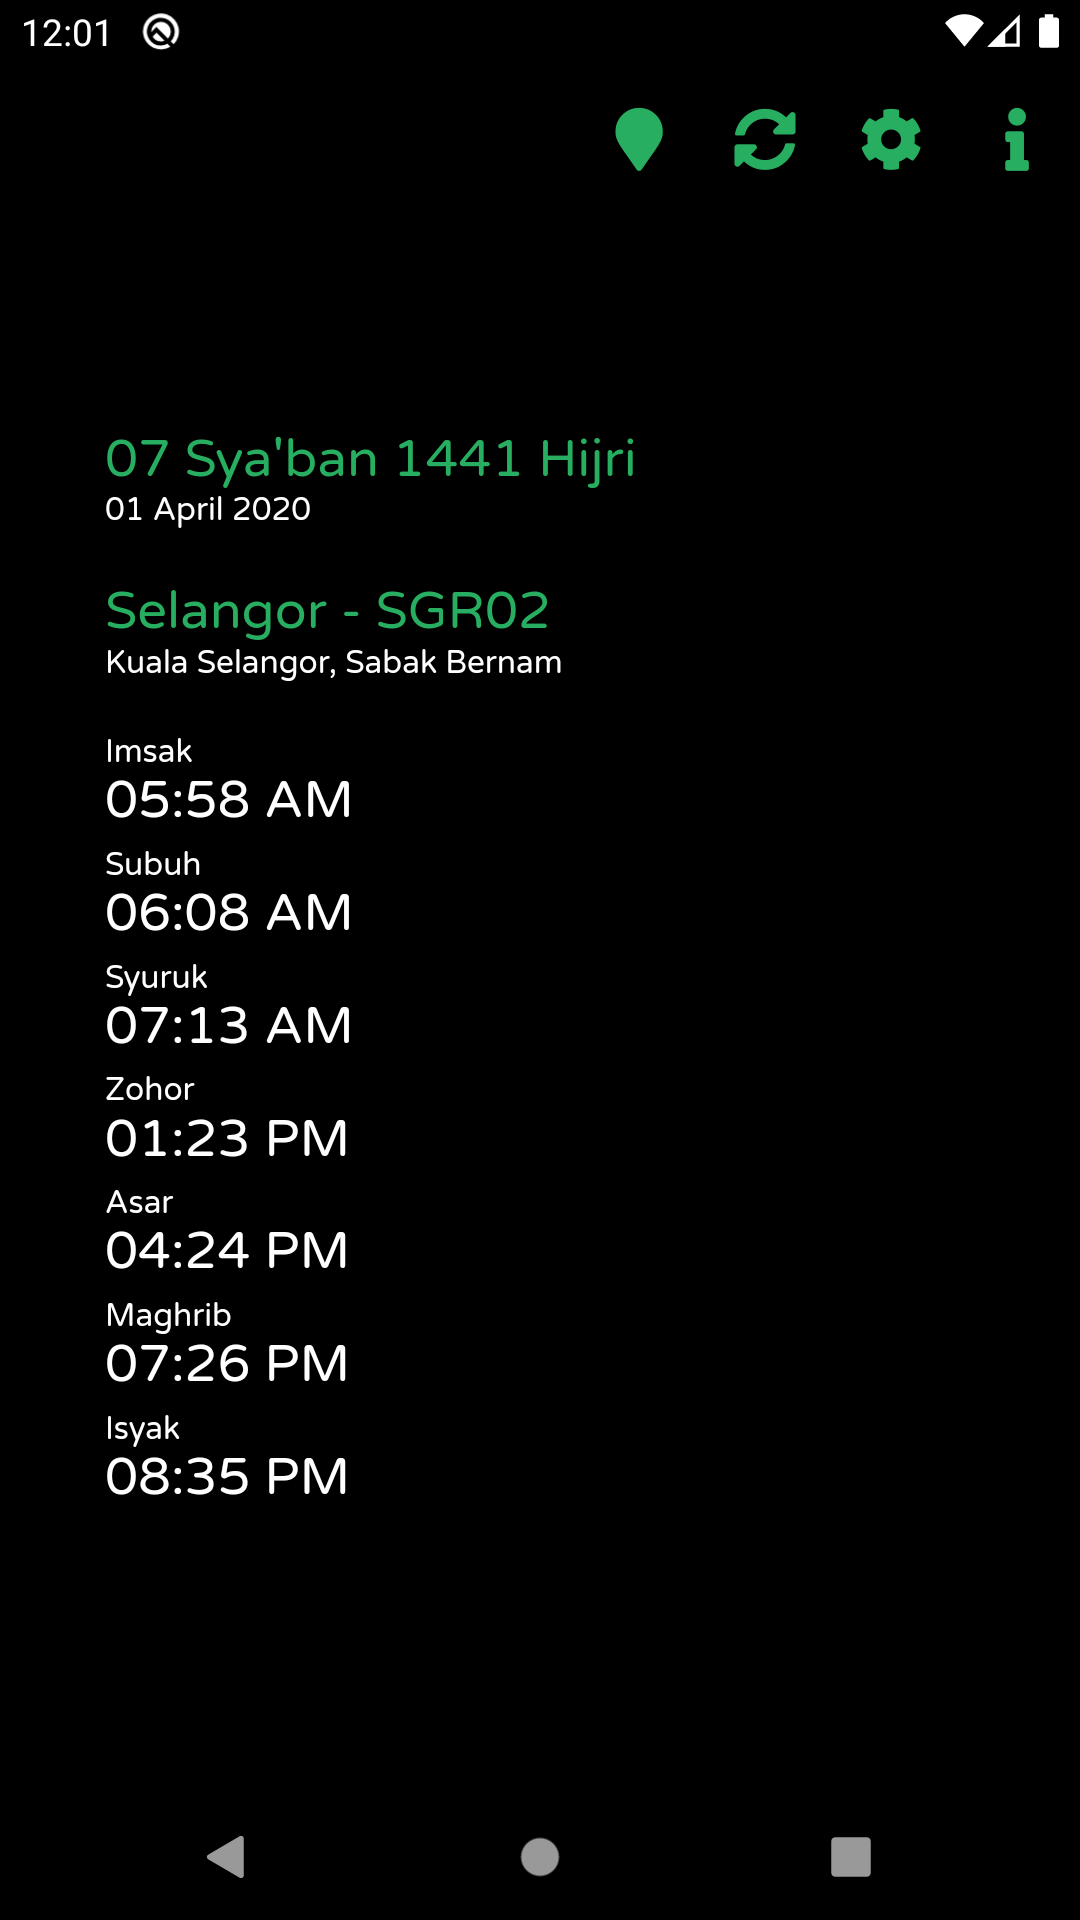 12:01
07 Sya'ban 1441 Hijri
01 April 2020
Selangor - SGR02
Kuala Selangor, Sabak Bernam
Imsak
05:58 AM
Subuh
06:08 AM
Syuruk
07:13 AM
Zohor
01:23 PM
Asar
04:24 PM
Maghrib
07:26 PM
Isyak
08:35 PM